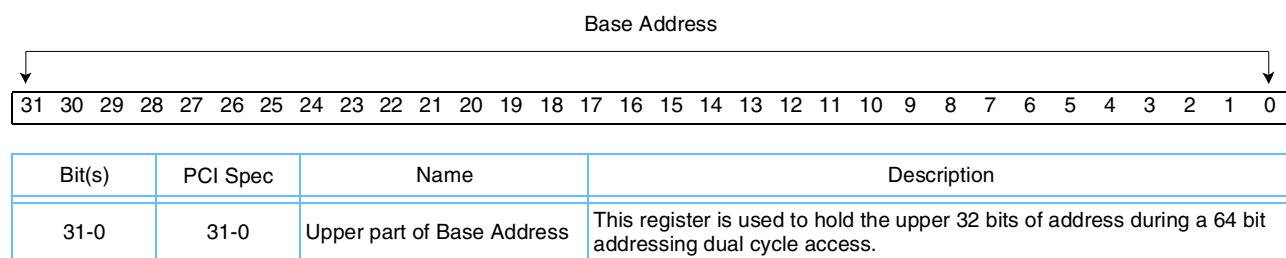 Base Address
31 30 29 28 27 26 25 24 23 22 21 20 19 18 17 16 15 14 13 12 11 10 9 8 7 6 5 4 3 2 1 0
Bit(s) PCI Spec Name Description
31-0 31-0 Upper part of Base Address This register is used to hold the upper 32 bits of address during a 64 bit
addressing dual cycle access.